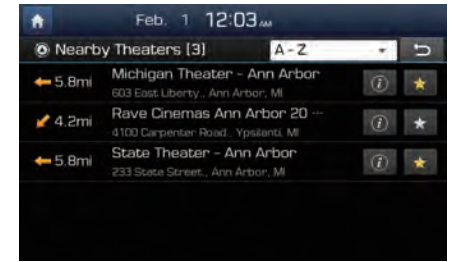 Feb. 1 12:03 AM
Nearby Theaters (3) A - Z
5.8mi Michigan Theater - Ann Arbor
603 East Liberty., Ann Arbor, MI
4.2mi Rave Cinemas Ann Arbor 20 ...
4100 Carpenter Road., Ypsilanti, MI
5.8mi State Theater - Ann Arbor
233 State Street., Ann Arbor, MI